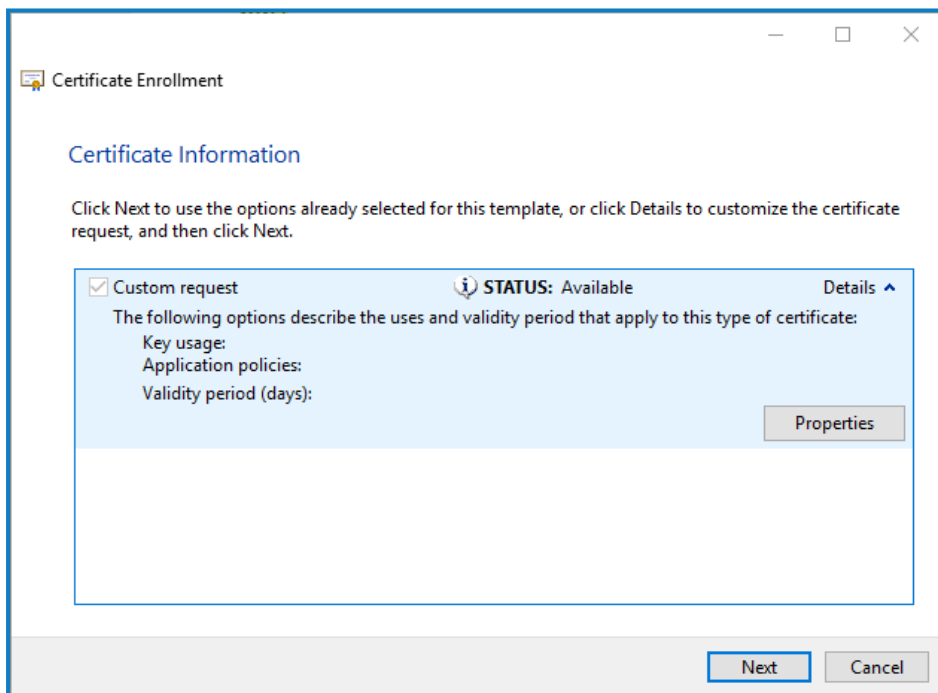 Certificate Enrollment
Certificate Information
Click Next to use the options already selected for this template, or click Details to customize the certificate
request, and then click Next.
Custom request STATUS: Available Details
The following options describe the uses and validity period that apply to this type of certificate:
Key usage:
Application policies:
Validity period (days):
Properties
Next Cancel